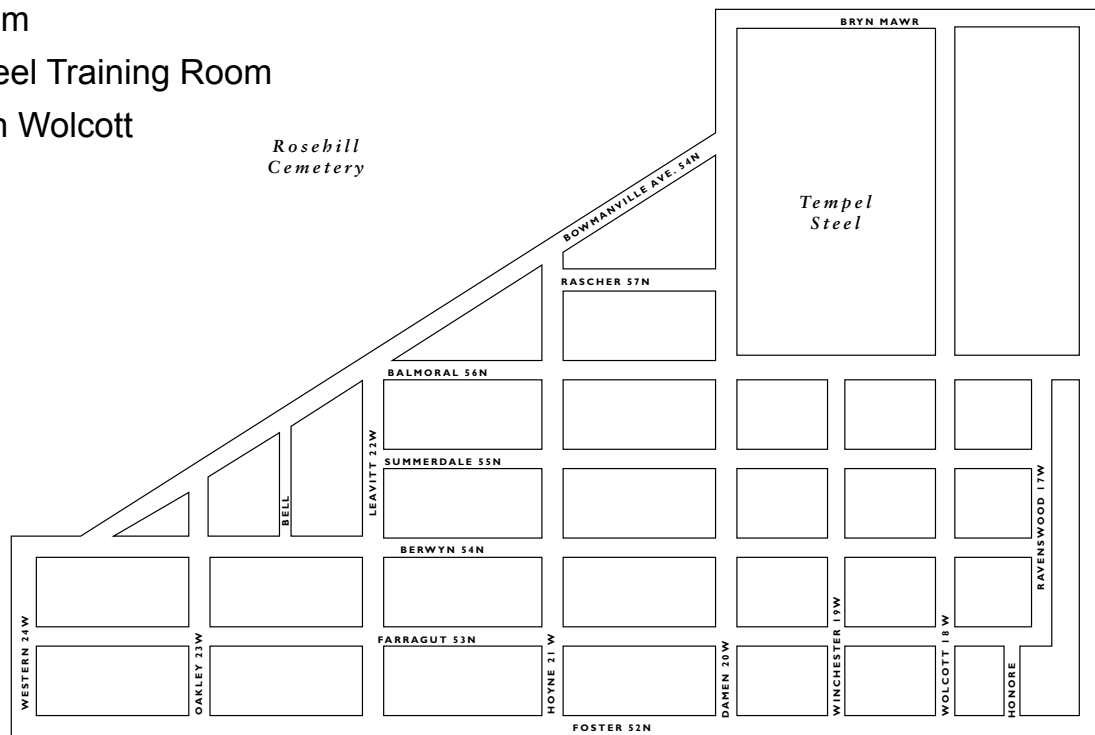 m
eel Training Room
n Wolcott
BRYN MAWR
Rosehill
Cemetery
BOWMANVILLE AVE. 54N
Tempel
Steel
RASCHER 57N
BALMORAL 56N
LEAVITT 22W
SUMMERDALE 55N
BELL
RAVENSWOOD 17W
BERWYN 54N
WESTERN 24W
OAKLEY 23W
FARRAGUT 53N
HOYNE 21 W
DAMEN 20W
WINCHESTER 19W
WOLCOTT 18 W
HONORE
FOSTER 52N